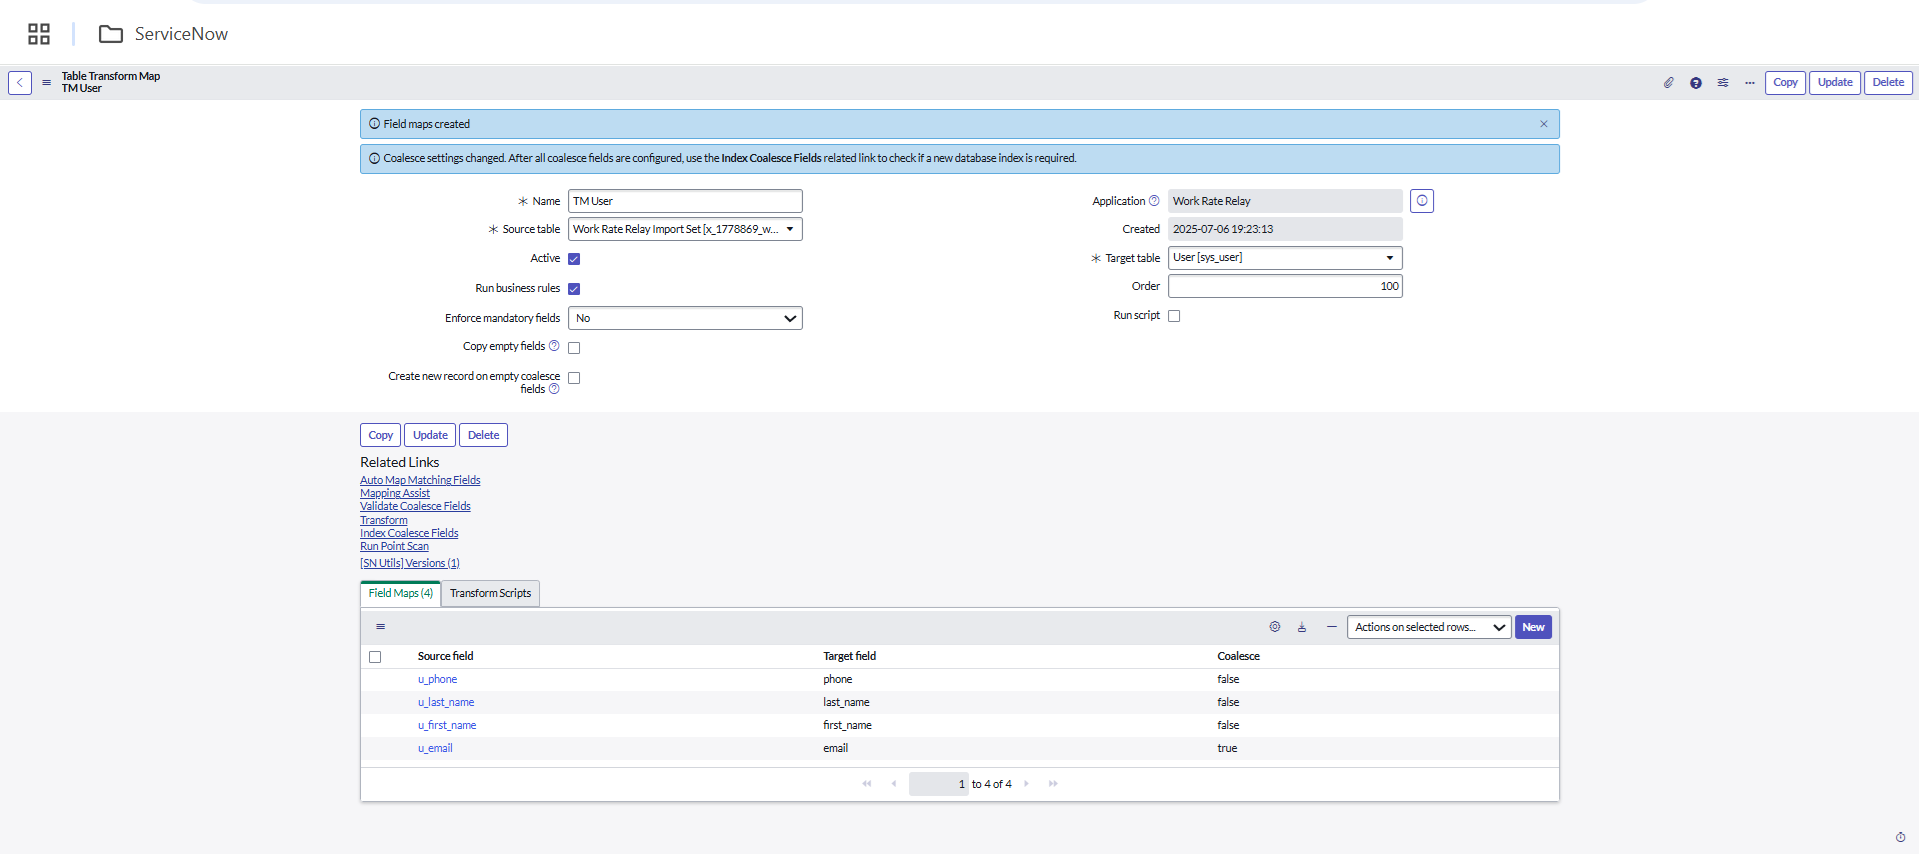 ServiceNow
Table Transform Map
TM User
Copy
Update
Delete
Field maps created
Coalesce settings changed. After all coalesce fields are configured, use the Index Coalesce Fields related link to check if a new database index is required.
Name
TM User
Source table
Work Rate Relay Import Set [x_1778869_w...
Active
Run business rules
Enforce mandatory fields
No
Copy empty fields
Create new record on empty coalesce
fields
Application
Work Rate Relay
Created
2025-07-06 19:23:13
Target table
User [sys_user]
Order
100
Run script
Copy
Update
Delete
Related Links
Auto Map Matching Fields
Mapping Assist
Validate Coalesce Fields
Transform
Index Coalesce Fields
Run Point Scan
[SN Utils] Versions (1)
Field Maps (4)
Transform Scripts
Actions on selected rows...
New
Source field Target field Coalesce
u_phone phone false
u_last_name last_name false
u_first_name first_name false
u_email email true
1 to 4 of 4